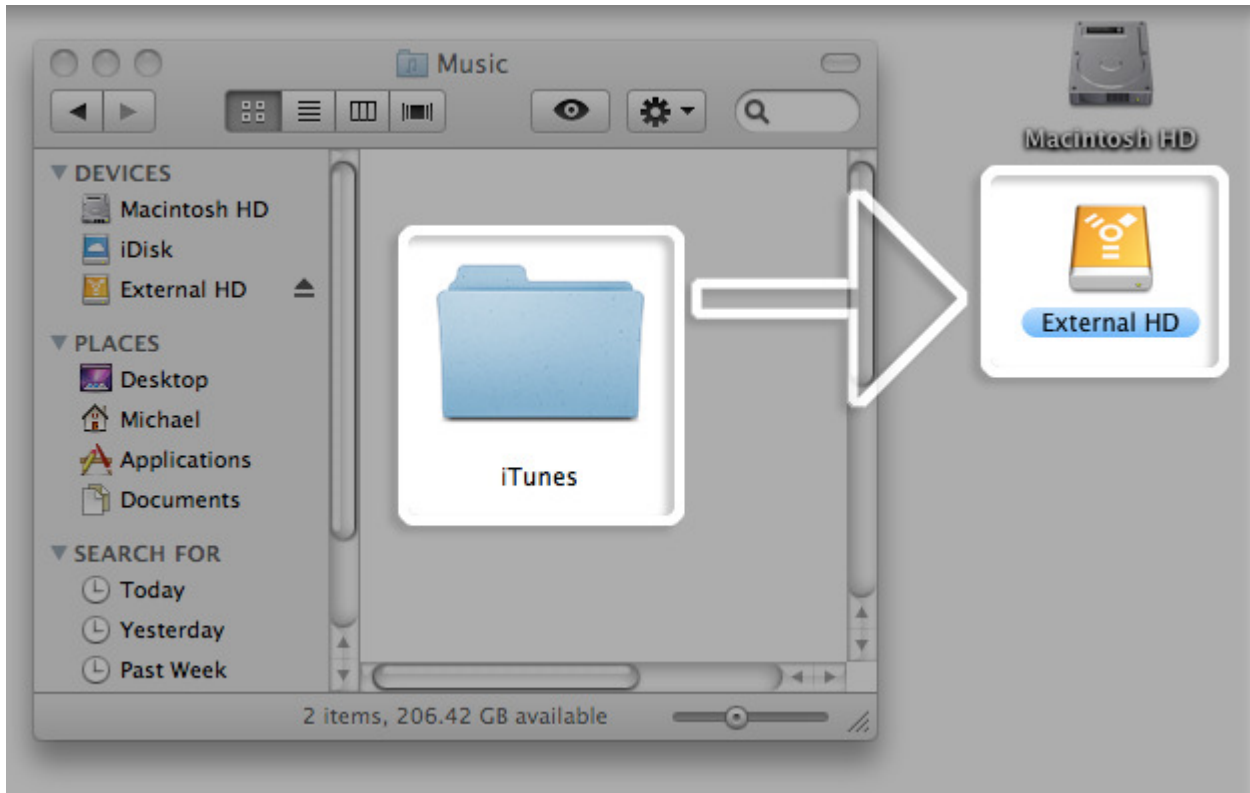 Music
Macintosh HD
DEVICES
Macintosh HD
iDisk
External HD
PLACES
Desktop
Michael
Applications
Documents
SEARCH FOR
Today
Yesterday
Past Week
iTunes
External HD
2 items, 206.42 GB available